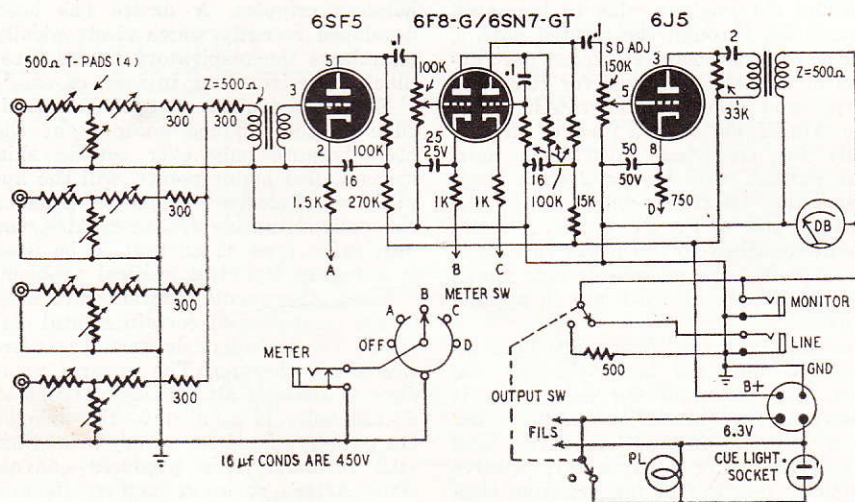 6SF5
6F8-G/6SN7-GT
6J5
500Ω T-PADS (4)
Z=500Ω
300
300
300
300
300
3
5
2
.1
100K
16
100K
1.5K
270K
A
25
25V
1K
B
1K
C
.1
.1
16
100K
15K
S D ADJ
150K
3
5
8
50
50V
D
750
2
33K
Z=500Ω
DB
METER SW
A
B
C
D
OFF
METER
16 µf CONDS ARE 450V
MONITOR
LINE
500
GND
B+
6.3V
OUTPUT SW
FILS
PL
CUE LIGHT
SOCKET